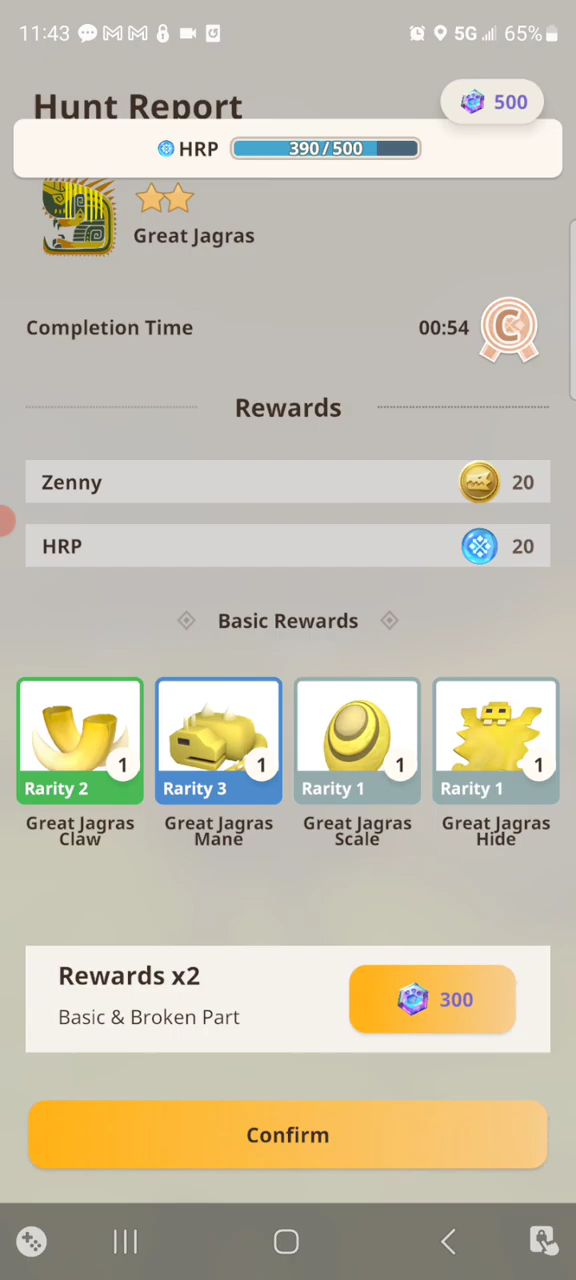 11:43
5G 65%
Hunt Report
500
HRP 390/500
Great Jagras
Completion Time 00:54 C
Rewards
Zenny 20
HRP 20
Basic Rewards
1 1 1 1
Rarity 2 Rarity 3 Rarity 1 Rarity 1
Great Jagras Great Jagras Great Jagras Great Jagras
Claw Mane Scale Hide
Rewards x2
300
Basic & Broken Part
Confirm